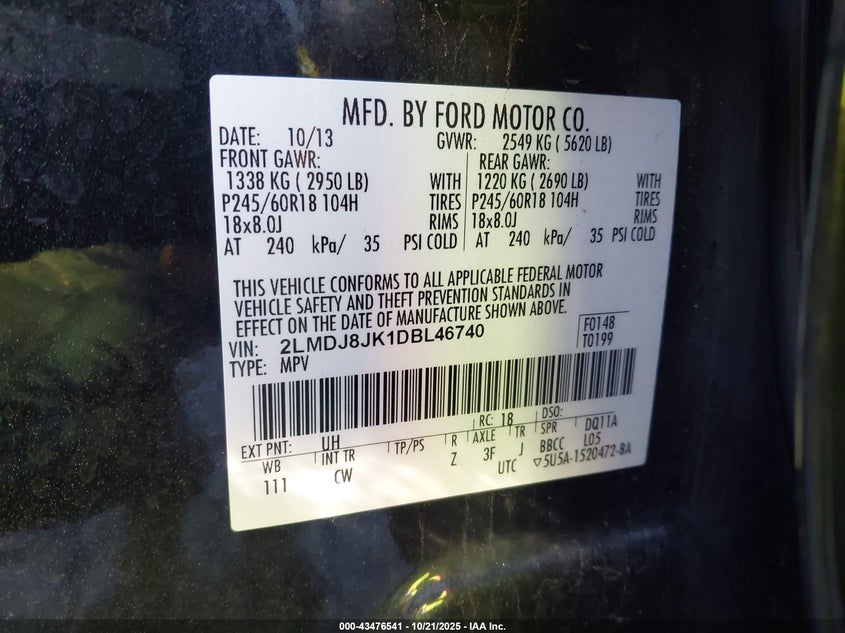 MFD. BY FORD MOTOR CO.
DATE: 10/13 GVWR: 2549 KG ( 5620 LB)
FRONT GAWR: REAR GAWR:
1338 KG ( 2950 LB) WITH 1220 KG ( 2690 LB) WITH
P245/60R18 104H TIRES P245/60R18 104H TIRES
18x8.0J RIMS 18x8.0J RIMS
AT 240 kPa/ 35 PSI COLD AT 240 kPa/ 35 PSI COLD
THIS VEHICLE CONFORMS TO ALL APPLICABLE FEDERAL MOTOR
VEHICLE SAFETY AND THEFT PREVENTION STANDARDS IN
EFFECT ON THE DATE OF MANUFACTURE SHOWN ABOVE.
VIN: 2LMDJ8JK1DBL46740 F0148
TYPE: MPV T0199
EXT PNT: UH RC: 18 DSO:
WB INT TR TP/PS R AXLE TR SPR DQ11A
111 CW Z 3F J BBCC L05
UTC ▽5U5A-1520472-BA
000-43476541 - 10/21/2025 - IAA Inc.